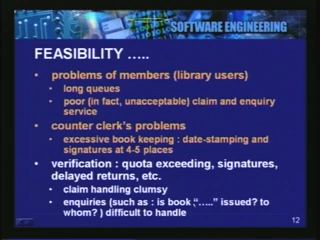 SOFTWARE ENGINEERING
FEASIBILITY …..
• problems of members (library users)
• long queues
• poor (in fact, unacceptable) claim and enquiry
service
• counter clerk's problems
• excessive book keeping : date-stamping and
signatures at 4-5 places
• verification : quota exceeding, signatures,
delayed returns, etc.
• claim handling clumsy
• enquiries (such as : is book “…..” issued? to
whom? ) difficult to handle
12